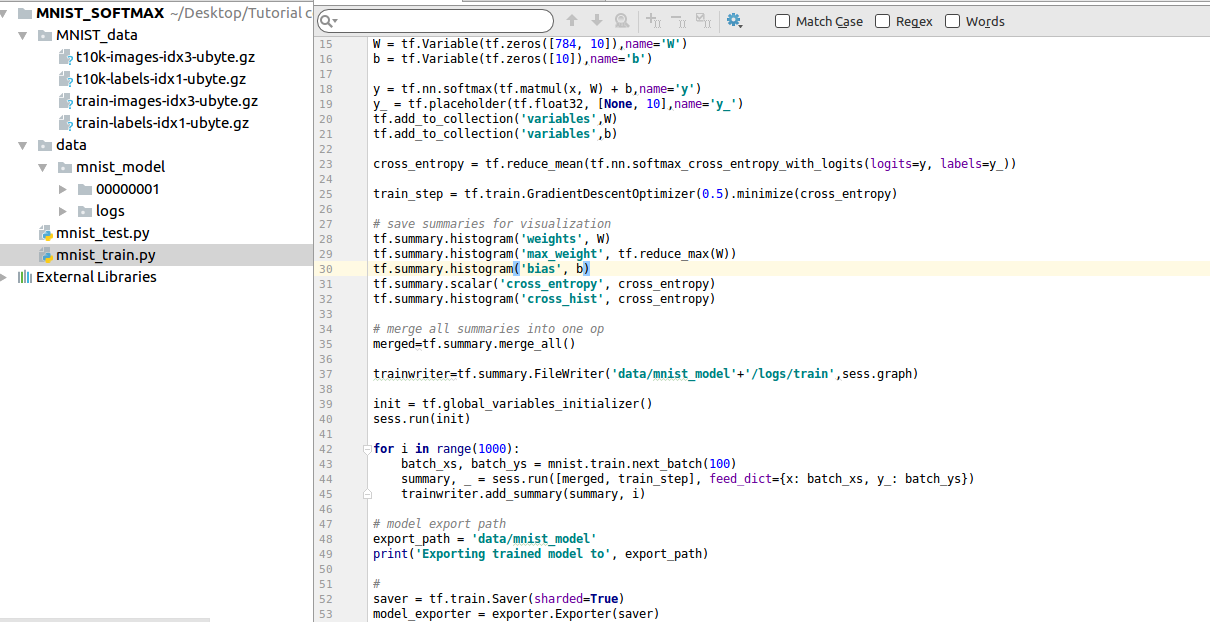 MNIST_SOFTMAX ~/Desktop/Tutorial c
MNIST_data
t10k-images-idx3-ubyte.gz
t10k-labels-idx1-ubyte.gz
train-images-idx3-ubyte.gz
train-labels-idx1-ubyte.gz
data
mnist_model
00000001
logs
mnist_test.py
mnist_train.py
External Libraries
Match Case Regex Words
15 W = tf.Variable(tf.zeros([784, 10]),name='W')
16 b = tf.Variable(tf.zeros([10]),name='b')
17
18 y = tf.nn.softmax(tf.matmul(x, W) + b,name='y')
19 y_ = tf.placeholder(tf.float32, [None, 10],name='y_')
20 tf.add_to_collection('variables',W)
21 tf.add_to_collection('variables',b)
22
23 cross_entropy = tf.reduce_mean(tf.nn.softmax_cross_entropy_with_logits(logits=y, labels=y_))
24
25 train_step = tf.train.GradientDescentOptimizer(0.5).minimize(cross_entropy)
26
27 # save summaries for visualization
28 tf.summary.histogram('weights', W)
29 tf.summary.histogram('max_weight', tf.reduce_max(W))
30 tf.summary.histogram('bias', b)
31 tf.summary.scalar('cross_entropy', cross_entropy)
32 tf.summary.histogram('cross_hist', cross_entropy)
33
34 # merge all summaries into one op
35 merged=tf.summary.merge_all()
36
37 trainwriter=tf.summary.FileWriter('data/mnist_model'+'/logs/train',sess.graph)
38
39 init = tf.global_variables_initializer()
40 sess.run(init)
41
42 for i in range(1000):
43     batch_xs, batch_ys = mnist.train.next_batch(100)
44     summary, _ = sess.run([merged, train_step], feed_dict={x: batch_xs, y_: batch_ys})
45     trainwriter.add_summary(summary, i)
46
47 # model export path
48 export_path = 'data/mnist_model'
49 print('Exporting trained model to', export_path)
50
51 #
52 saver = tf.train.Saver(sharded=True)
53 model_exporter = exporter.Exporter(saver)